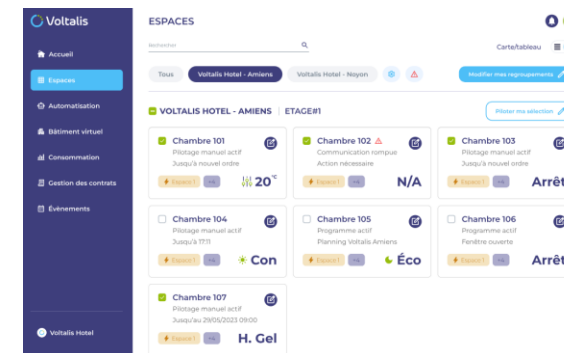 Voltalis
ESPACES
Rechercher
Carte/tableau
Accueil
Espaces
Automatisation
Bâtiment virtuel
Consommation
Gestion des contrats
Évènements
Voltalis Hotel
Tous
Voltalis Hotel - Amiens
Voltalis Hotel - Noyon
Modifier mes regroupements
VOLTALIS HOTEL - AMIENS | ETAGE#1
Piloter ma sélection
Chambre 101
Pilotage manuel actif
Jusqu'à nouvel ordre
Espace 1
+4
20°C
Chambre 102
Communication rompue
Action nécessaire
Espace 1
+4
N/A
Chambre 103
Pilotage manuel actif
Jusqu'à nouvel ordre
Espace 1
+4
Arrêt
Chambre 104
Pilotage manuel actif
Jusqu'à 17:11
Espace 1
+4
Con
Chambre 105
Programme actif
Planning Voltalis Amiens
Espace 1
+4
Éco
Chambre 106
Programme actif
Fenêtre ouverte
Espace 1
+4
Arrêt
Chambre 107
Pilotage manuel actif
Jusqu'au 29/05/2023 09:00
Espace 1
+4
H. Gel